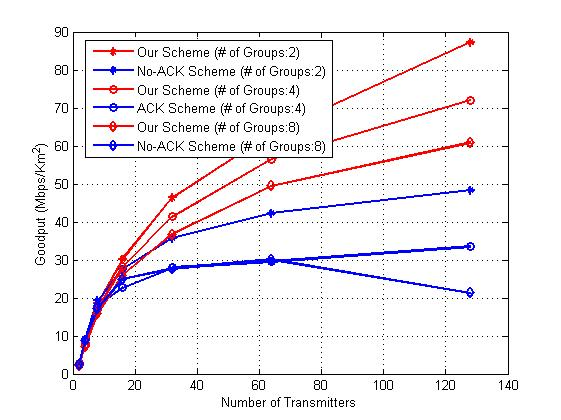 90
80
70
60
50
40
30
20
10
0
Goodput (Mbps/Km²)
Our Scheme (# of Groups:2)
No-ACK Scheme (# of Groups:2)
Our Scheme (# of Groups:4)
ACK Scheme (# of Groups:4)
Our Scheme (# of Groups:8)
No-ACK Scheme (# of Groups:8)
0 20 40 60 80 100 120 140
Number of Transmitters